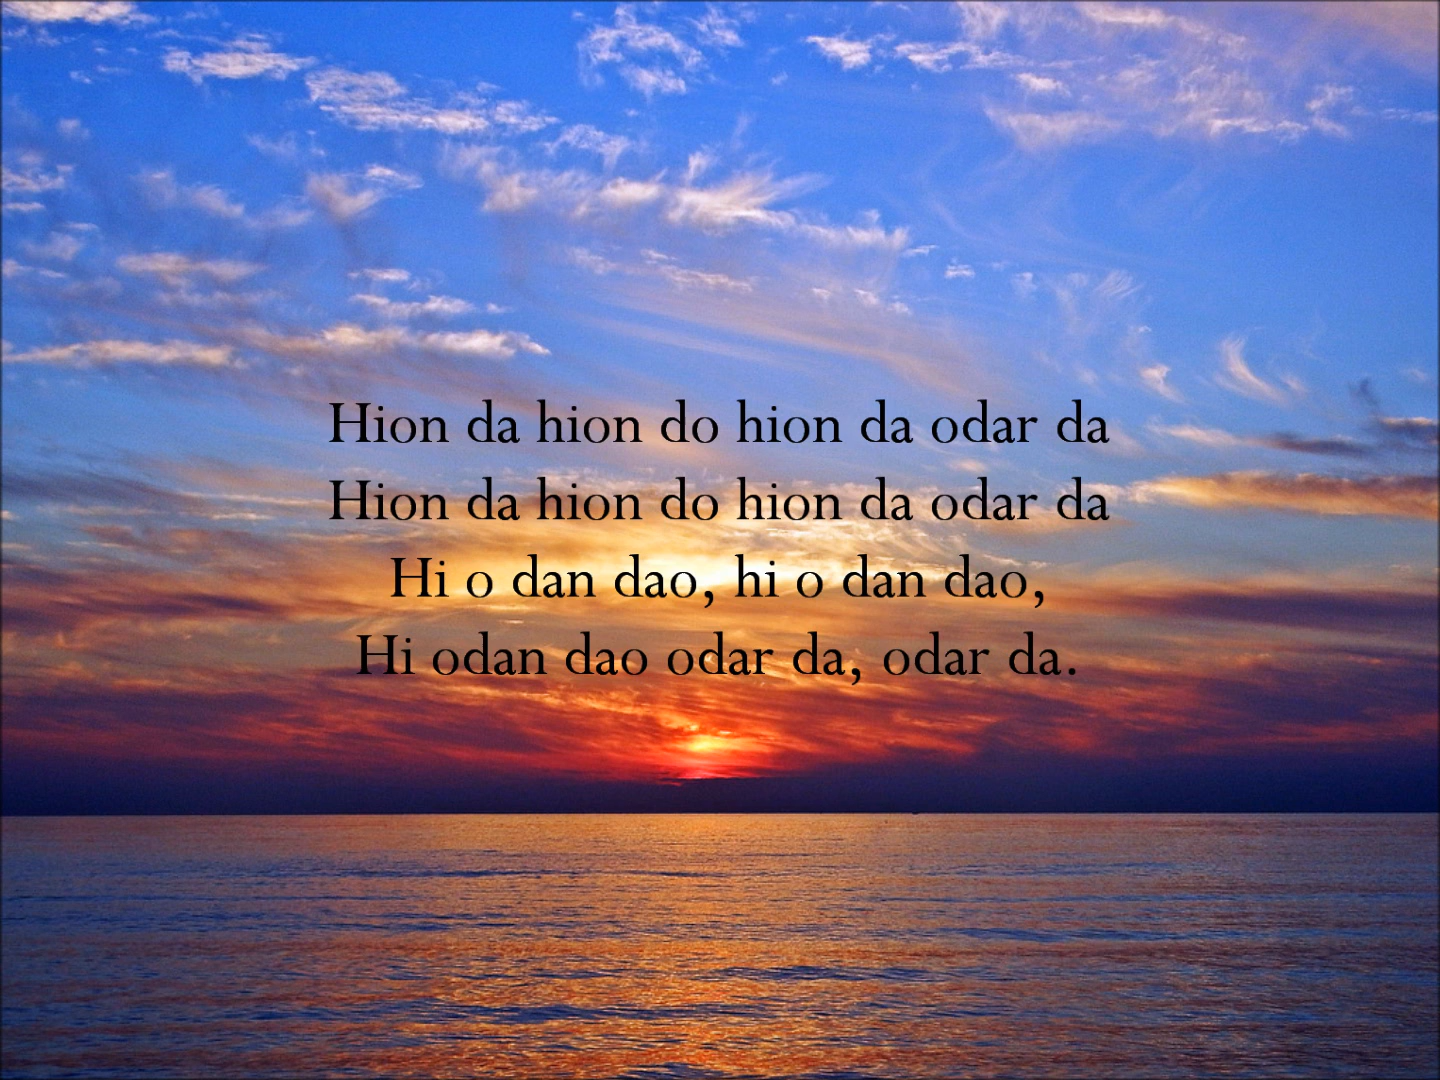 Hion da hion do hion da odar da
Hion da hion do hion da odar da
Hi o dan dao, hi o dan dao,
Hi odan dao odar da, odar da.